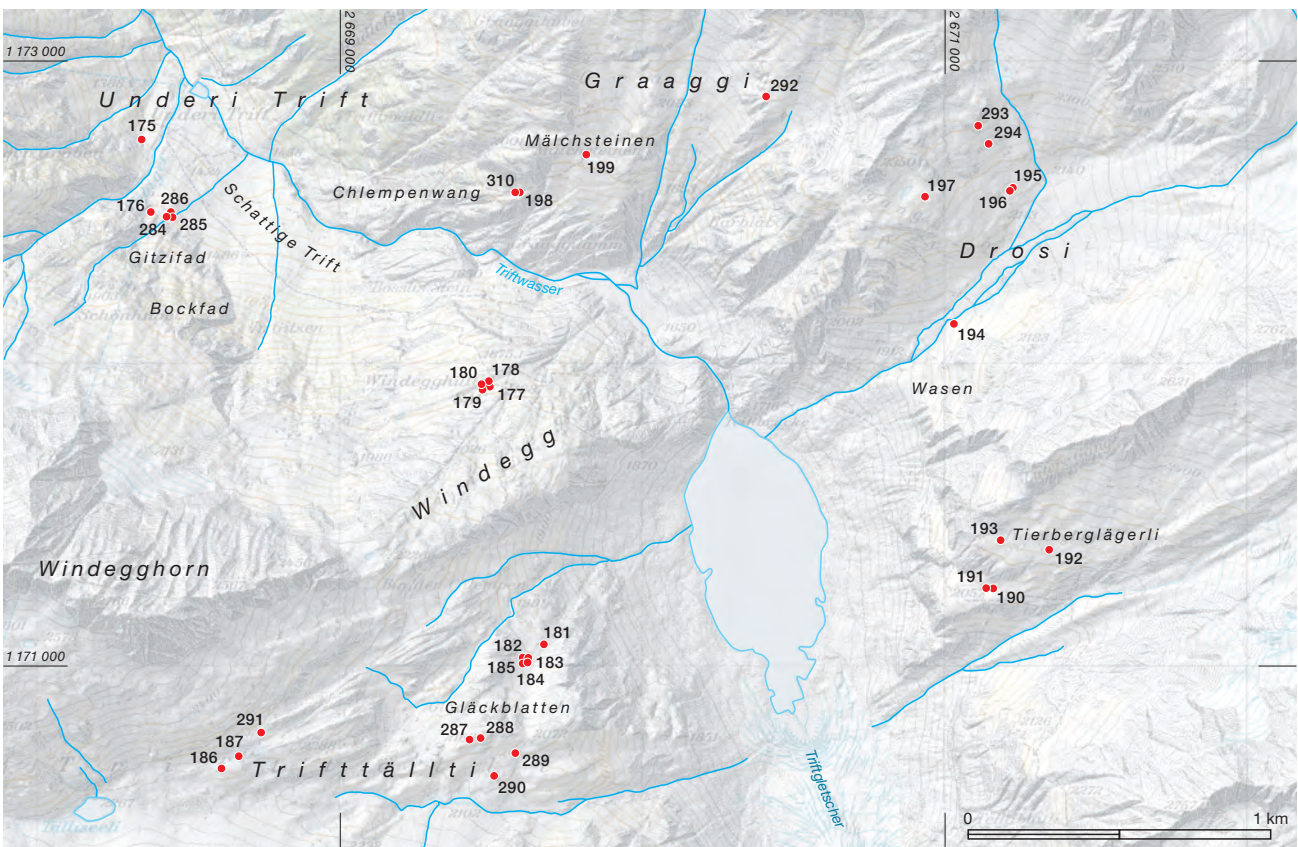 2 669 000
2 671 000
1 173 000
Graaggi
292
Underi Trift
175
293
294
Mälchsteinen
199
310
198
Chlempenwang
195
196
197
176
286
284
285
Schattige Trift
Gitzifad
Drosi
Triftwasser
Bockfad
194
180
178
179
177
Wasen
Windegg
193
Tierberglägerli
192
191
190
Windegghorn
181
182
183
185
184
1 171 000
Gläckblatten
291
287
288
187
186
Trifttällti
289
290
Triftgletscher
Tälliseeli
0
1 km